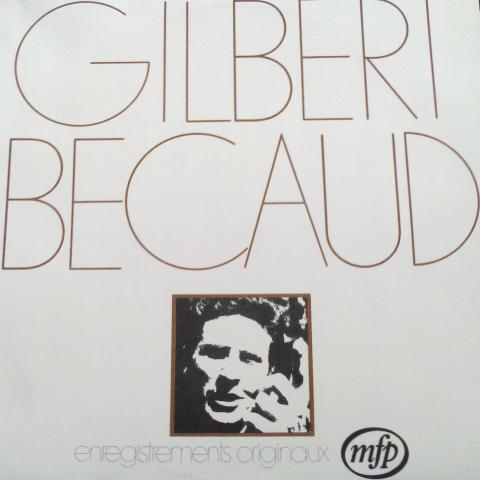 GILBERT
BECAUD
enregistrements originaux
mfp